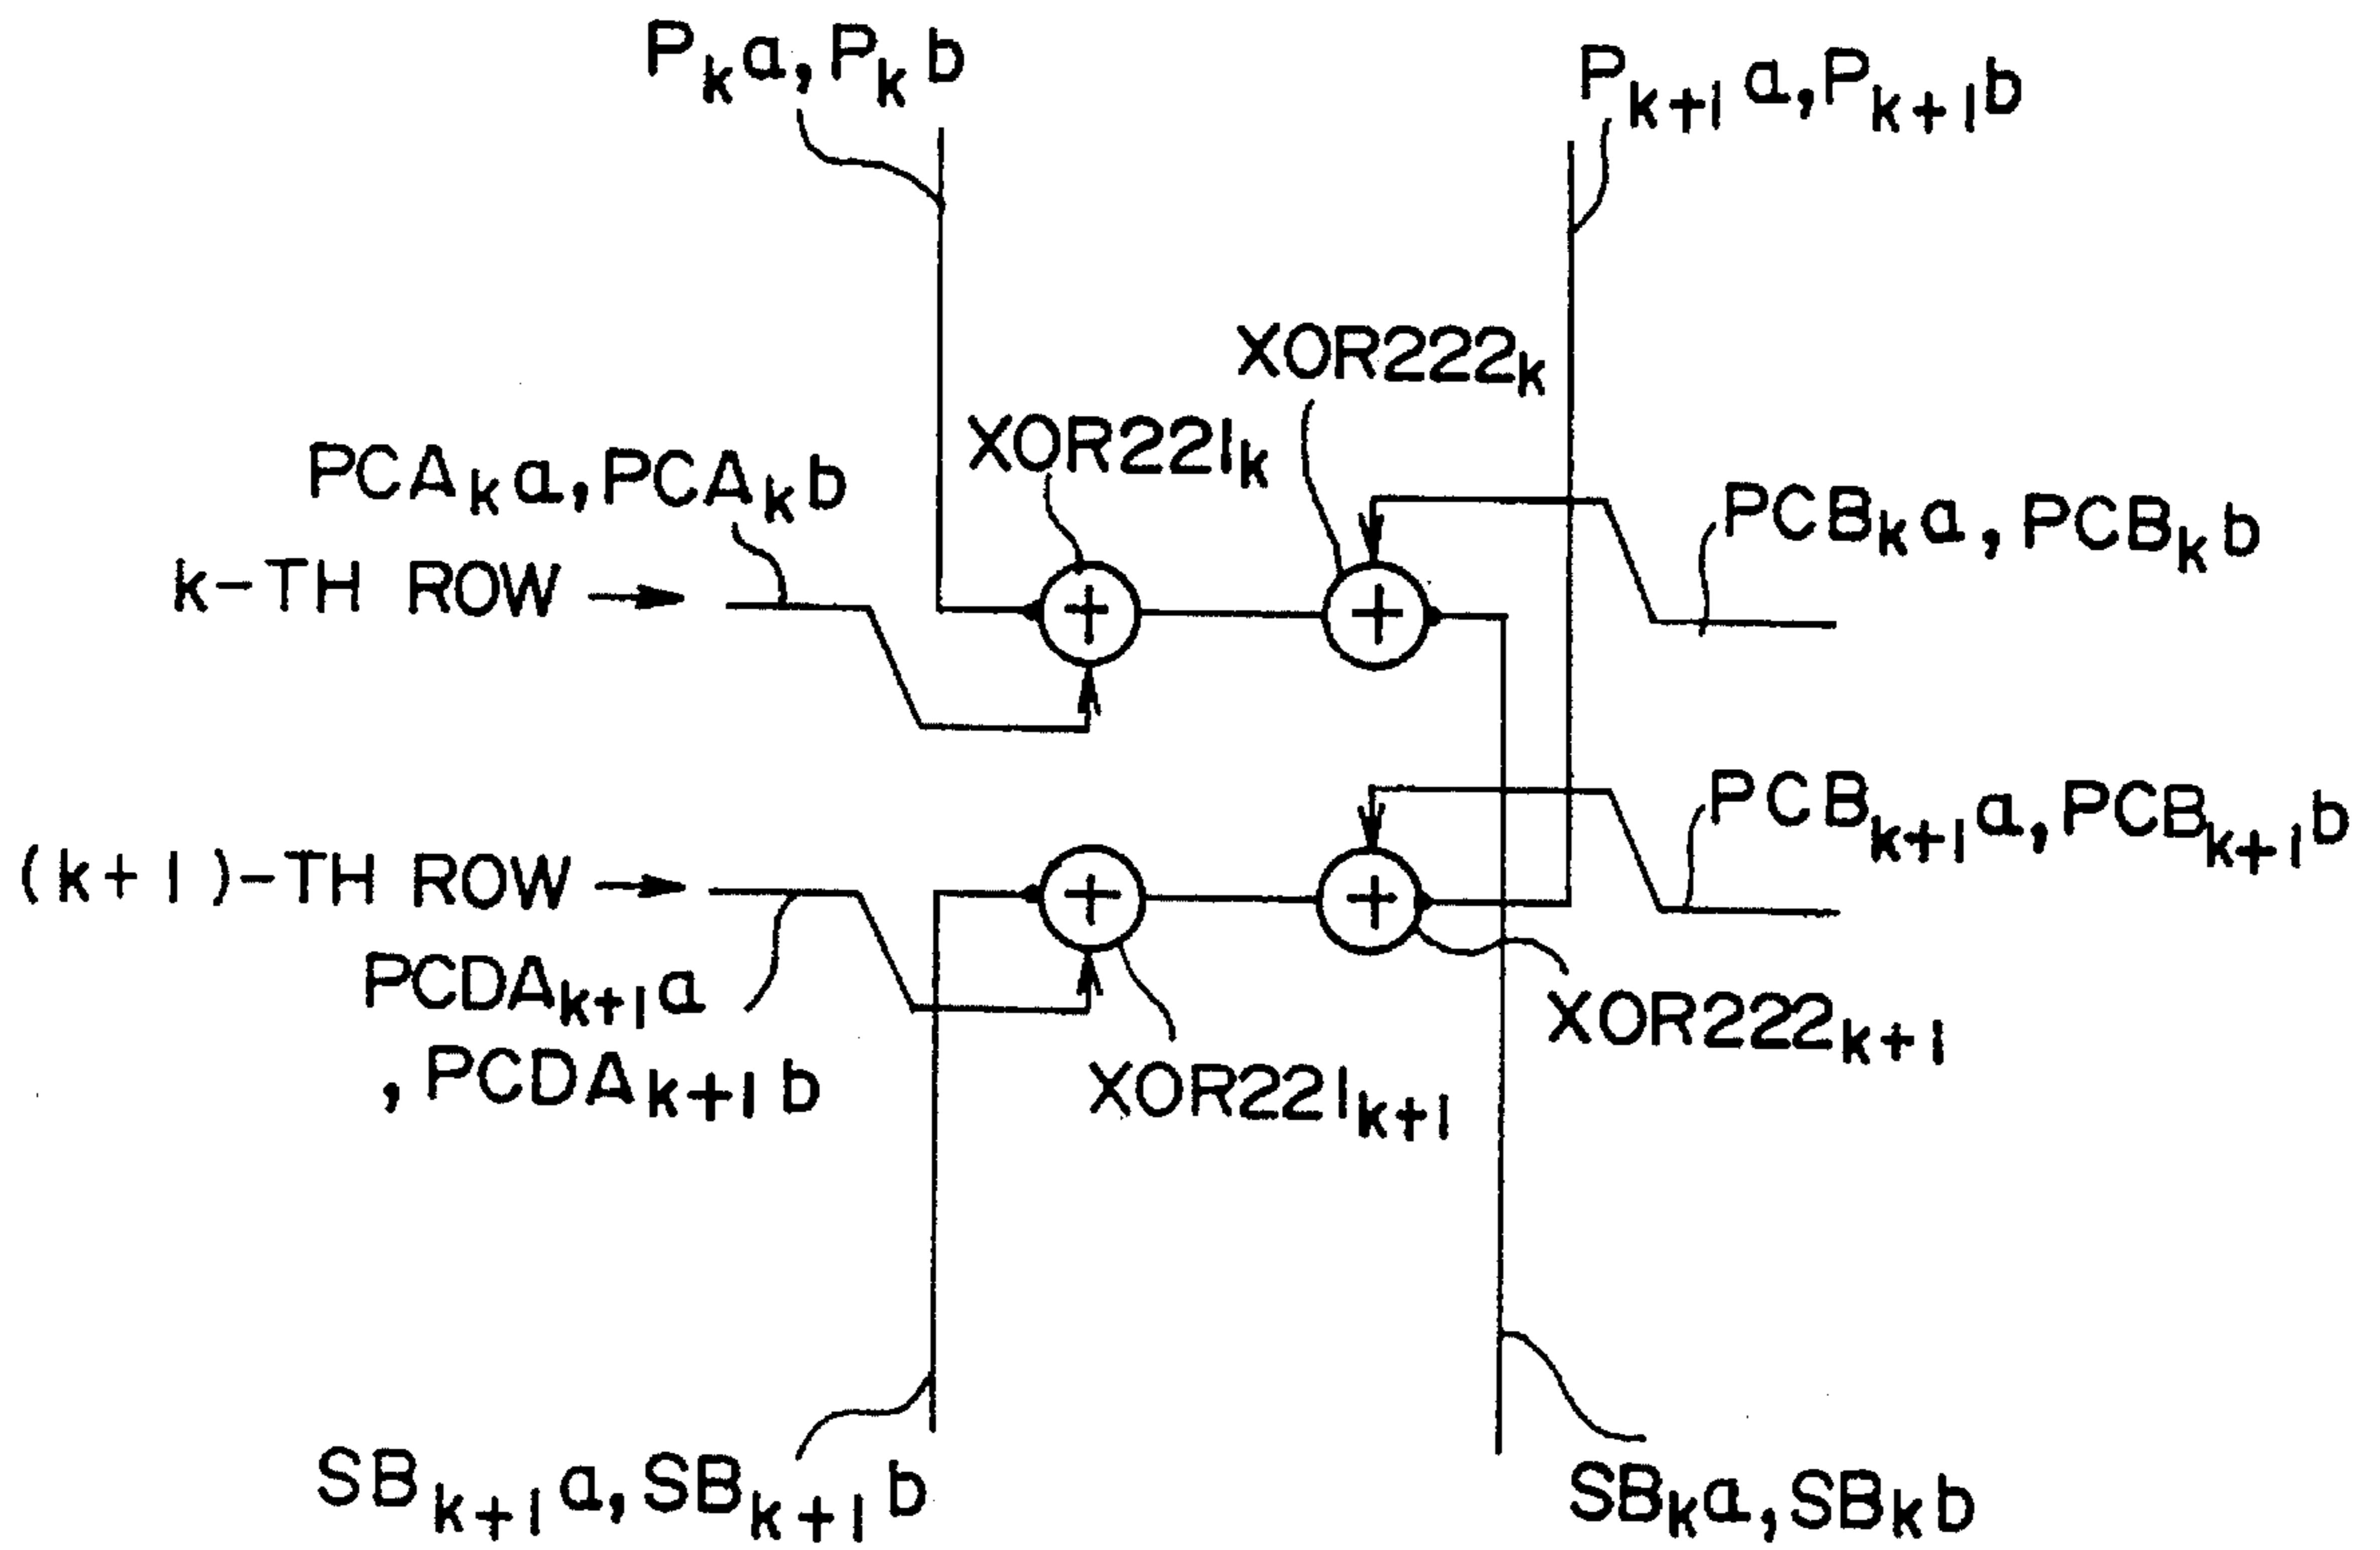 Pₖa, Pₖb
Pₖ₊₁a, Pₖ₊₁b
XOR222ₖ
XOR221ₖ
PCAₖa, PCAₖb
PCBₖa, PCBₖb
k-TH ROW
PCBₖ₊₁a, PCBₖ₊₁b
(k+1)-TH ROW
PCDAₖ₊₁a
, PCDAₖ₊₁b
XOR222ₖ₊₁
XOR221ₖ₊₁
SBₖ₊₁a, SBₖ₊₁b
SBₖa, SBₖb